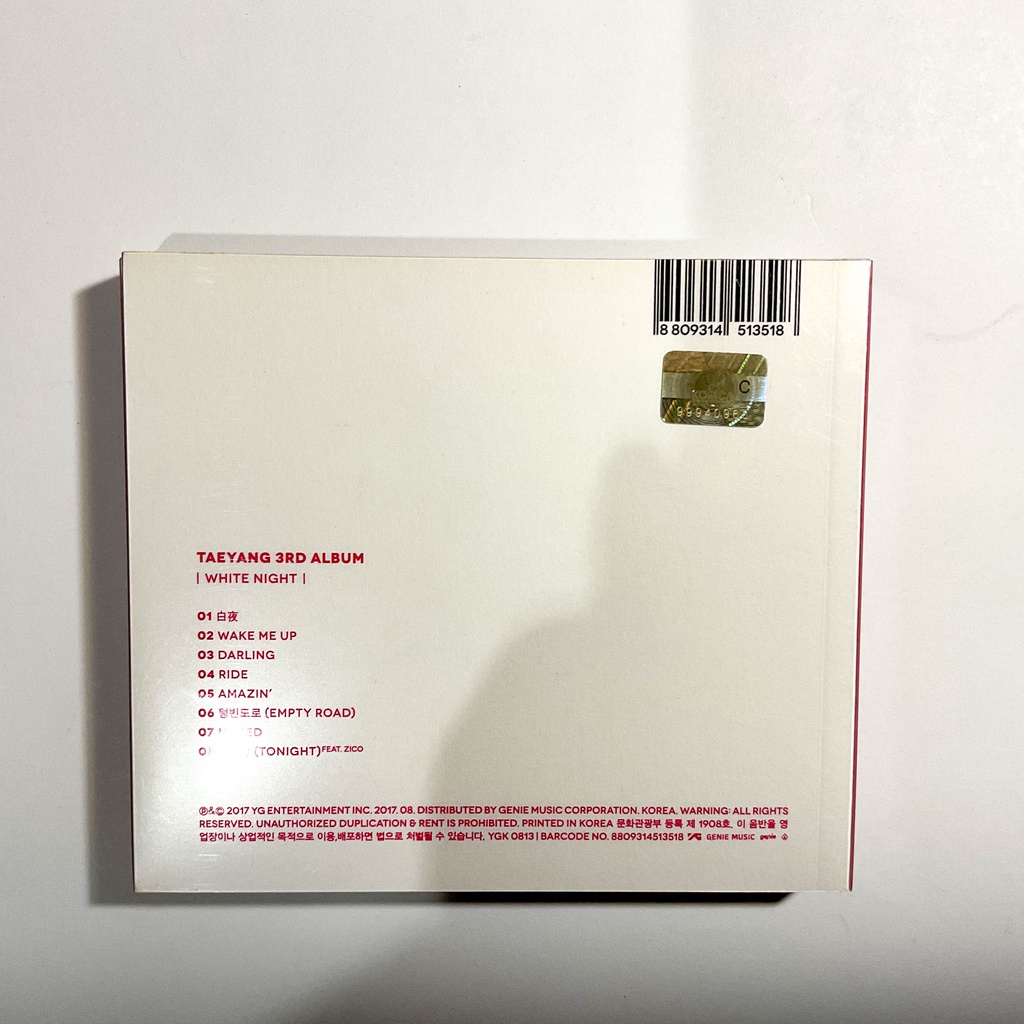 8 809314 513518
C
TAEYANG 3RD ALBUM
| WHITE NIGHT |
01 白夜
02 WAKE ME UP
03 DARLING
04 RIDE
05 AMAZIN'
06 텅빈도로 (EMPTY ROAD)
07
(TONIGHT) FEAT. ZICO
Ⓟ&© 2017 YG ENTERTAINMENT INC. 2017. 08. DISTRIBUTED BY GENIE MUSIC CORPORATION. KOREA. WARNING: ALL RIGHTS
RESERVED. UNAUTHORIZED DUPLICATION & RENT IS PROHIBITED. PRINTED IN KOREA 문화관광부 등록 제 1908호. 이 음반을 영
업장이나 상업적인 목적으로 이용,배포하면 법으로 처벌될 수 있습니다. YGK 0813 | BARCODE NO. 8809314513518 YG GENIE MUSIC genie